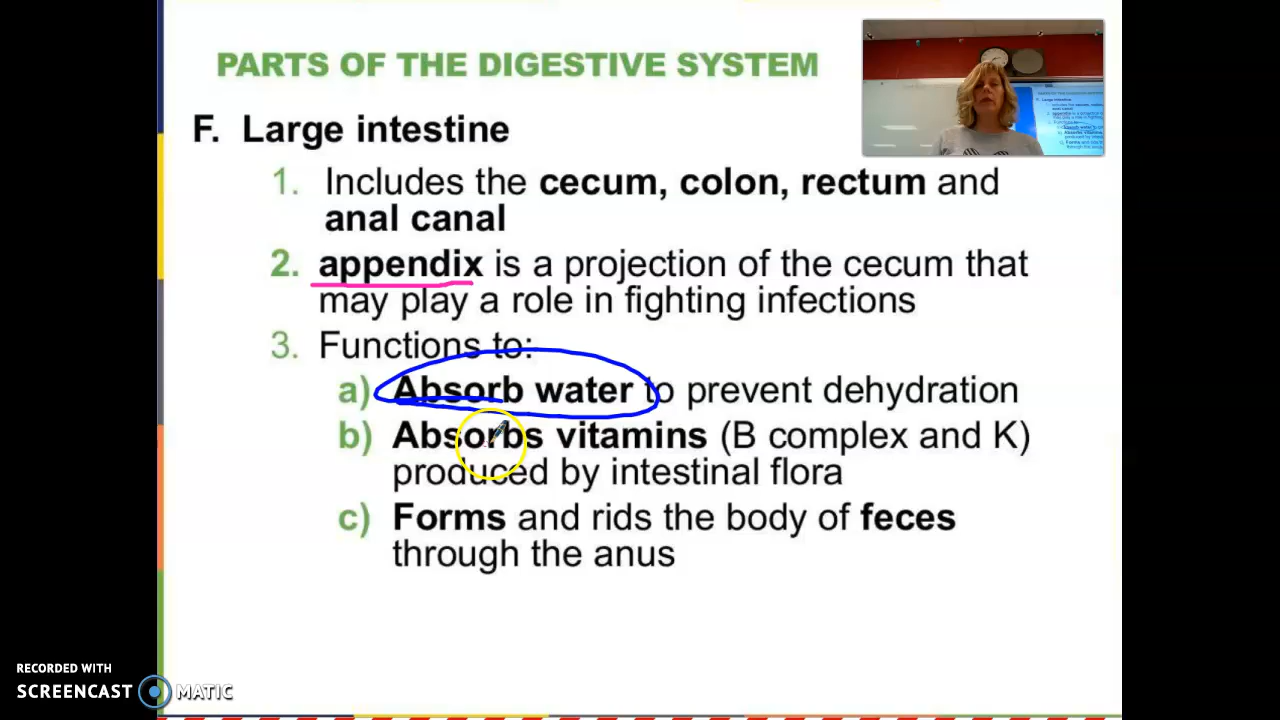 PARTS OF THE DIGESTIVE SYSTEM
F. Large intestine
1. Includes the cecum, colon, rectum and
anal canal
2. appendix is a projection of the cecum that
may play a role in fighting infections
3. Functions to:
a) Absorb water to prevent dehydration
b) Absorbs vitamins (B complex and K)
produced by intestinal flora
c) Forms and rids the body of feces
through the anus
RECORDED WITH
SCREENCAST MATIC